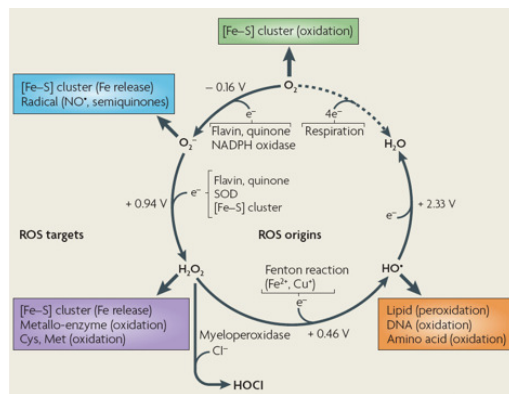 [Fe–S] cluster (oxidation)
[Fe–S] cluster (Fe release)
Radical (NO•, semiquinones)
– 0.16 V
O₂
e⁻
4e⁻
Flavin, quinone
NADPH oxidase
Respiration
O₂⁻
H₂O
+ 0.94 V
e⁻
Flavin, quinone
SOD
[Fe–S] cluster
e⁻
+ 2.33 V
ROS targets
ROS origins
H₂O₂
Fenton reaction
(Fe²⁺, Cu⁺)
e⁻
HO•
+ 0.46 V
[Fe–S] cluster (Fe release)
Metallo-enzyme (oxidation)
Cys, Met (oxidation)
Myeloperoxidase
Cl⁻
HOCl
Lipid (peroxidation)
DNA (oxidation)
Amino acid (oxidation)